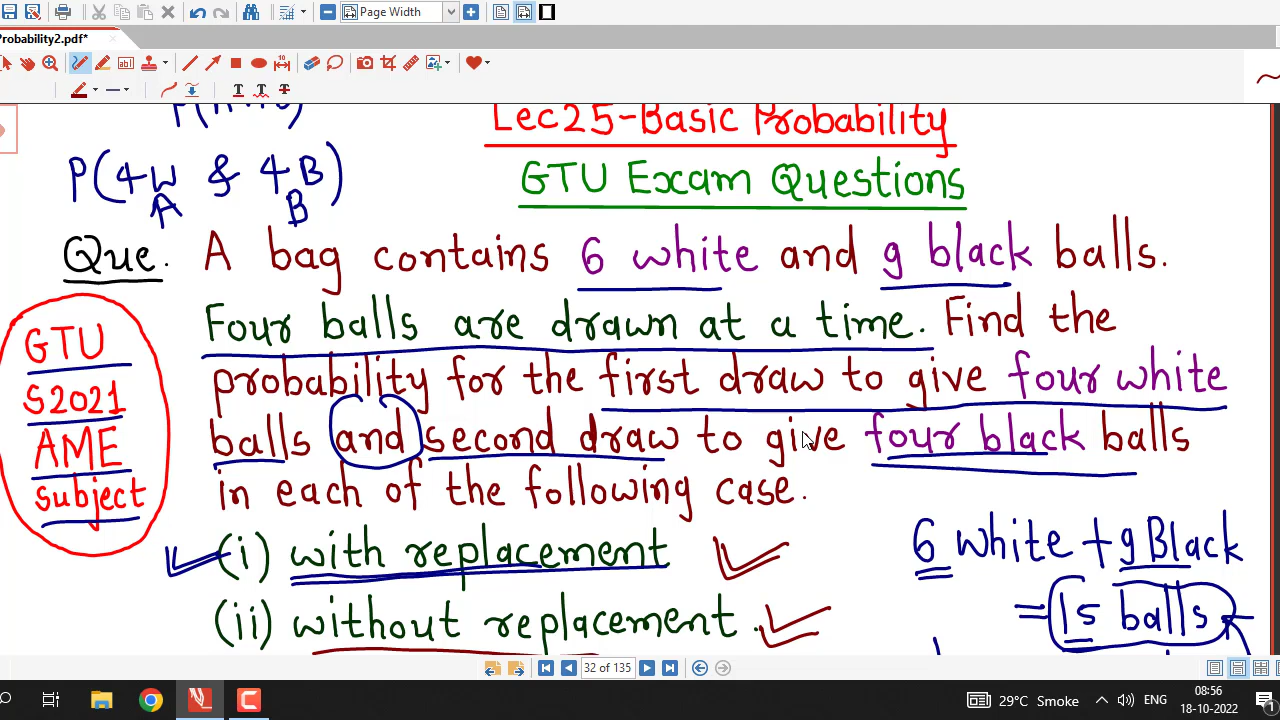 Page Width
Probability2.pdf*
Lec25-Basic Probability
P(4W & 4B)
A B
GTU Exam Questions
Que. A bag contains 6 white and 9 black balls.
Four balls are drawn at a time. Find the
probability for the first draw to give four white
balls and second draw to give four black balls
in each of the following case.
(i) with replacement
(ii) without replacement.
GTU
S2021
AME
subject
6 White + 9 Black
= 15 balls
32 of 135
29°C Smoke
ENG
08:56
18-10-2022